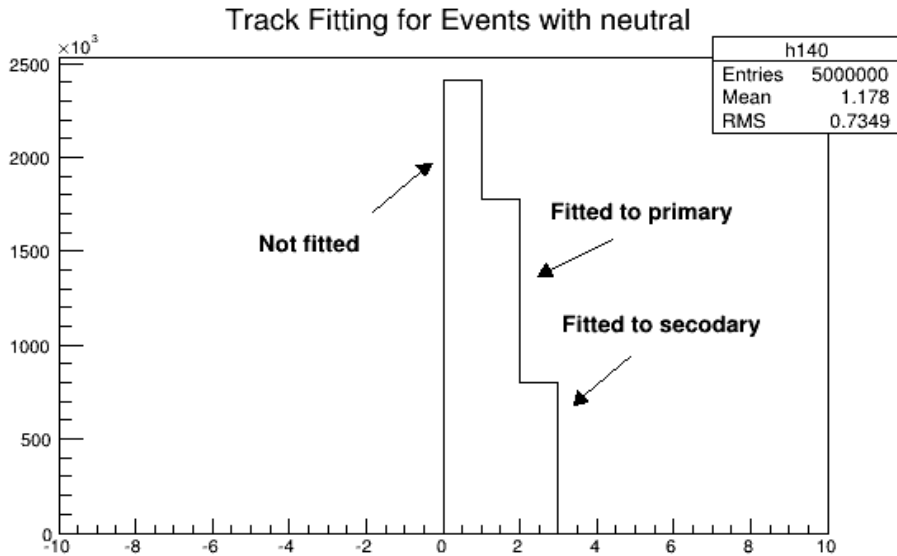 Track Fitting for Events with neutral
×10³
h140
Entries 5000000
Mean 1.178
RMS 0.7349
2500
2000
1500
1000
500
0
Not fitted
Fitted to primary
Fitted to secodary
-10 -8 -6 -4 -2 0 2 4 6 8 10